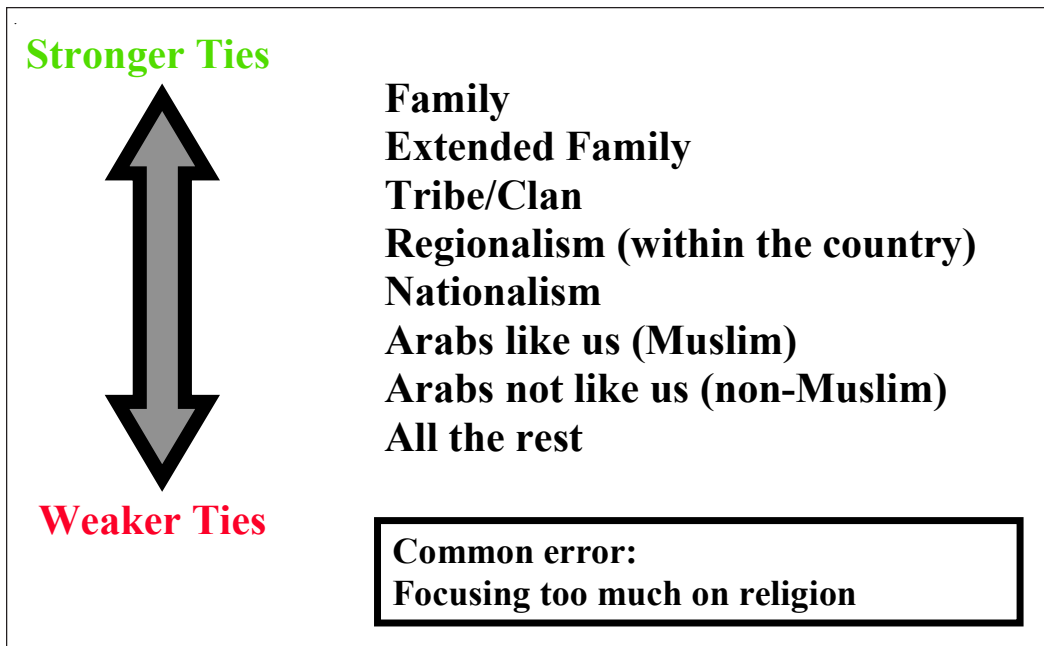 Stronger Ties
Family
Extended Family
Tribe/Clan
Regionalism (within the country)
Nationalism
Arabs like us (Muslim)
Arabs not like us (non-Muslim)
All the rest
Weaker Ties
Common error:
Focusing too much on religion